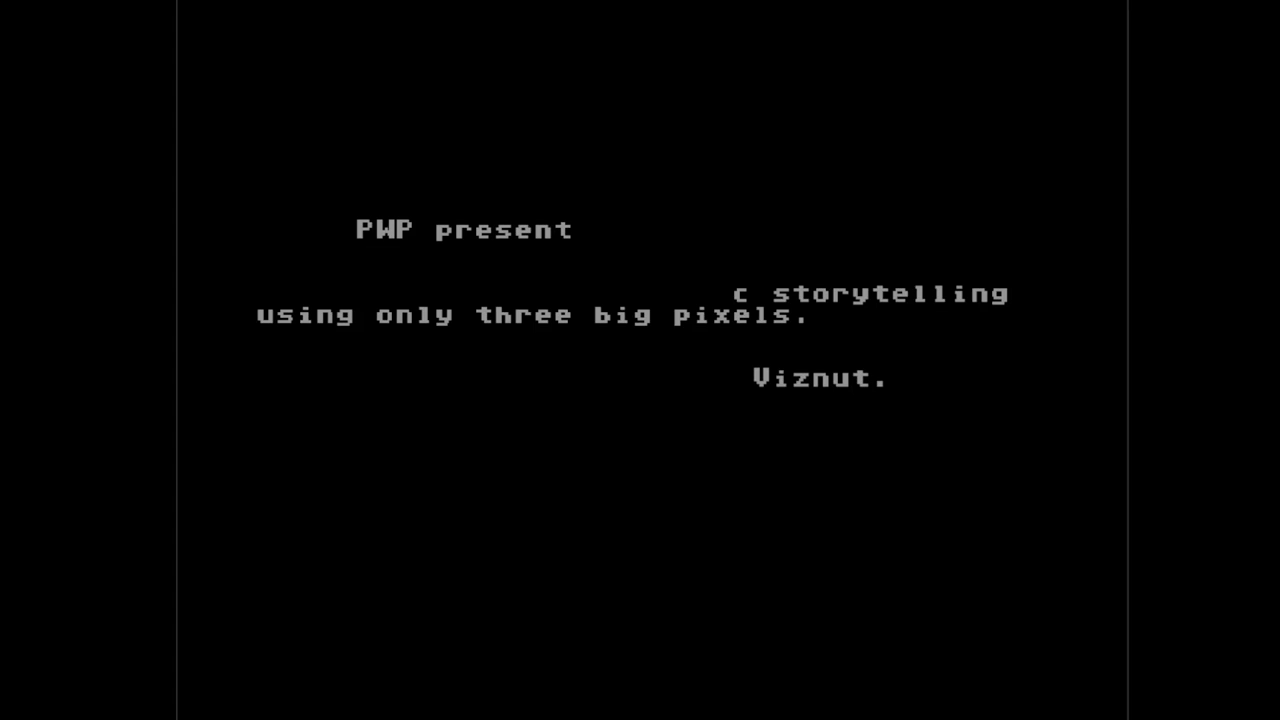 PWP present
c storytelling
using only three big pixels.
Viznut.